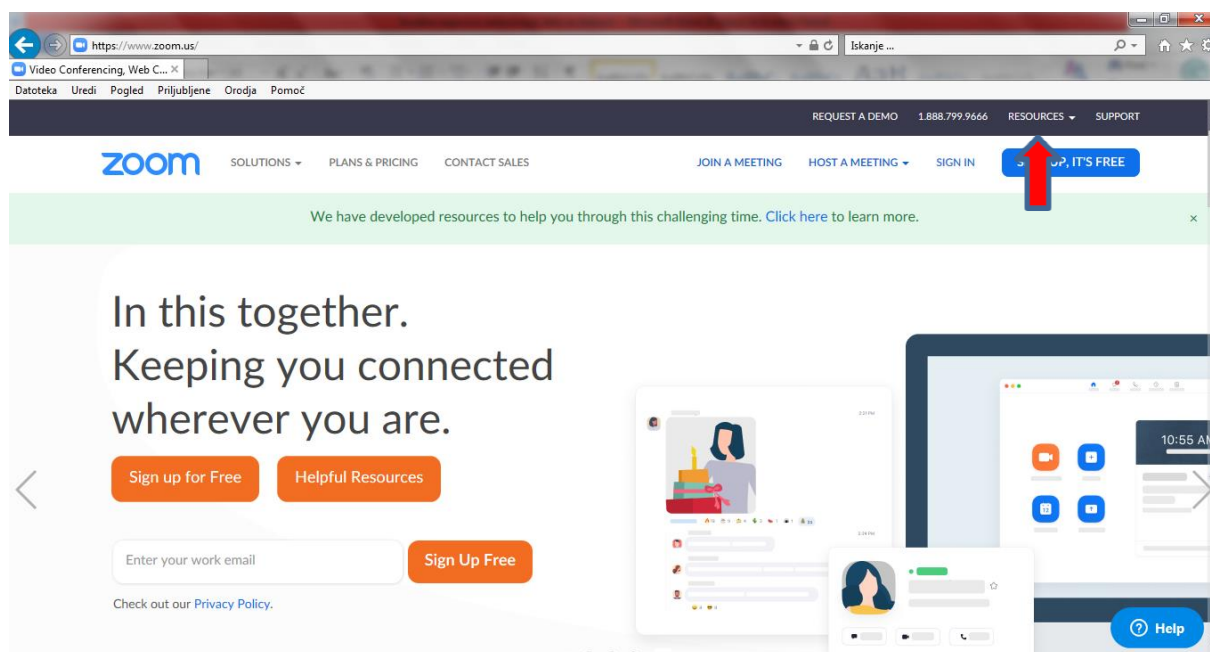 https://www.zoom.us/
Iskanje ...
Video Conferencing, Web C...
Datoteka Uredi Pogled Priljubljene Orodja Pomoč
REQUEST A DEMO 1.888.799.9666 RESOURCES SUPPORT
zoom SOLUTIONS PLANS & PRICING CONTACT SALES JOIN A MEETING HOST A MEETING SIGN IN IT'S FREE
We have developed resources to help you through this challenging time. Click here to learn more.
In this together.
Keeping you connected
wherever you are.
Sign up for Free Helpful Resources
Enter your work email Sign Up Free
Check out our Privacy Policy.
2:31 PM
10:55 AM
Help